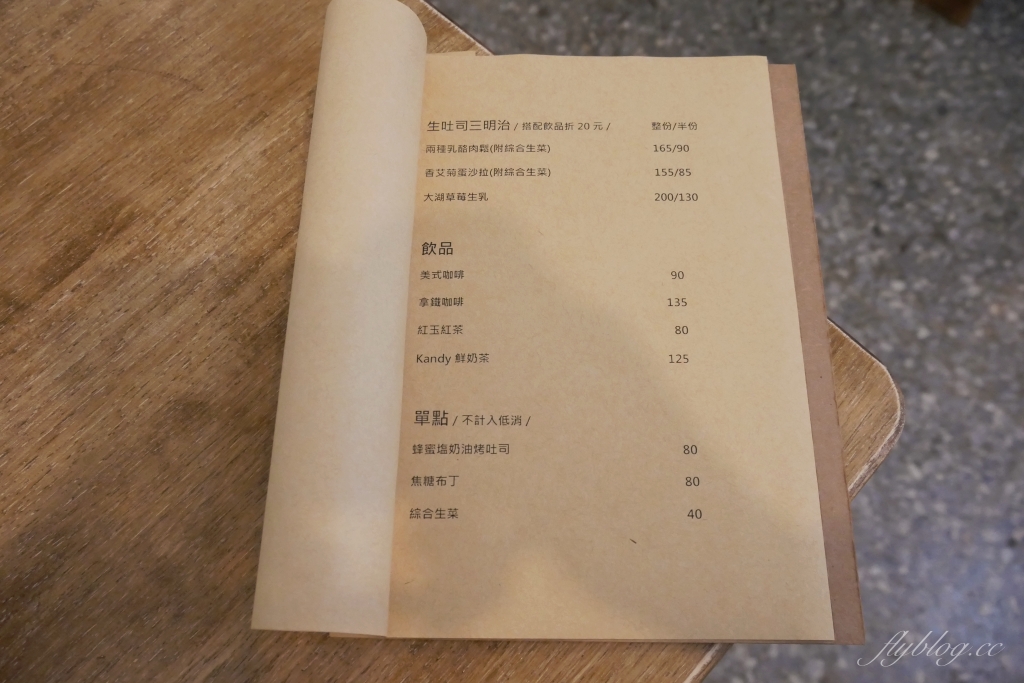 生吐司三明治 / 搭配飲品折 20 元 / 整份/半份
兩種乳酪肉鬆(附綜合生菜) 165/90
香艾菊蛋沙拉(附綜合生菜) 155/85
大湖草莓生乳 200/130
飲品
美式咖啡 90
拿鐵咖啡 135
紅玉紅茶 80
Kandy 鮮奶茶 125
單點 / 不計入低消 /
蜂蜜塩奶油烤吐司 80
焦糖布丁 80
綜合生菜 40
flyblog.cc